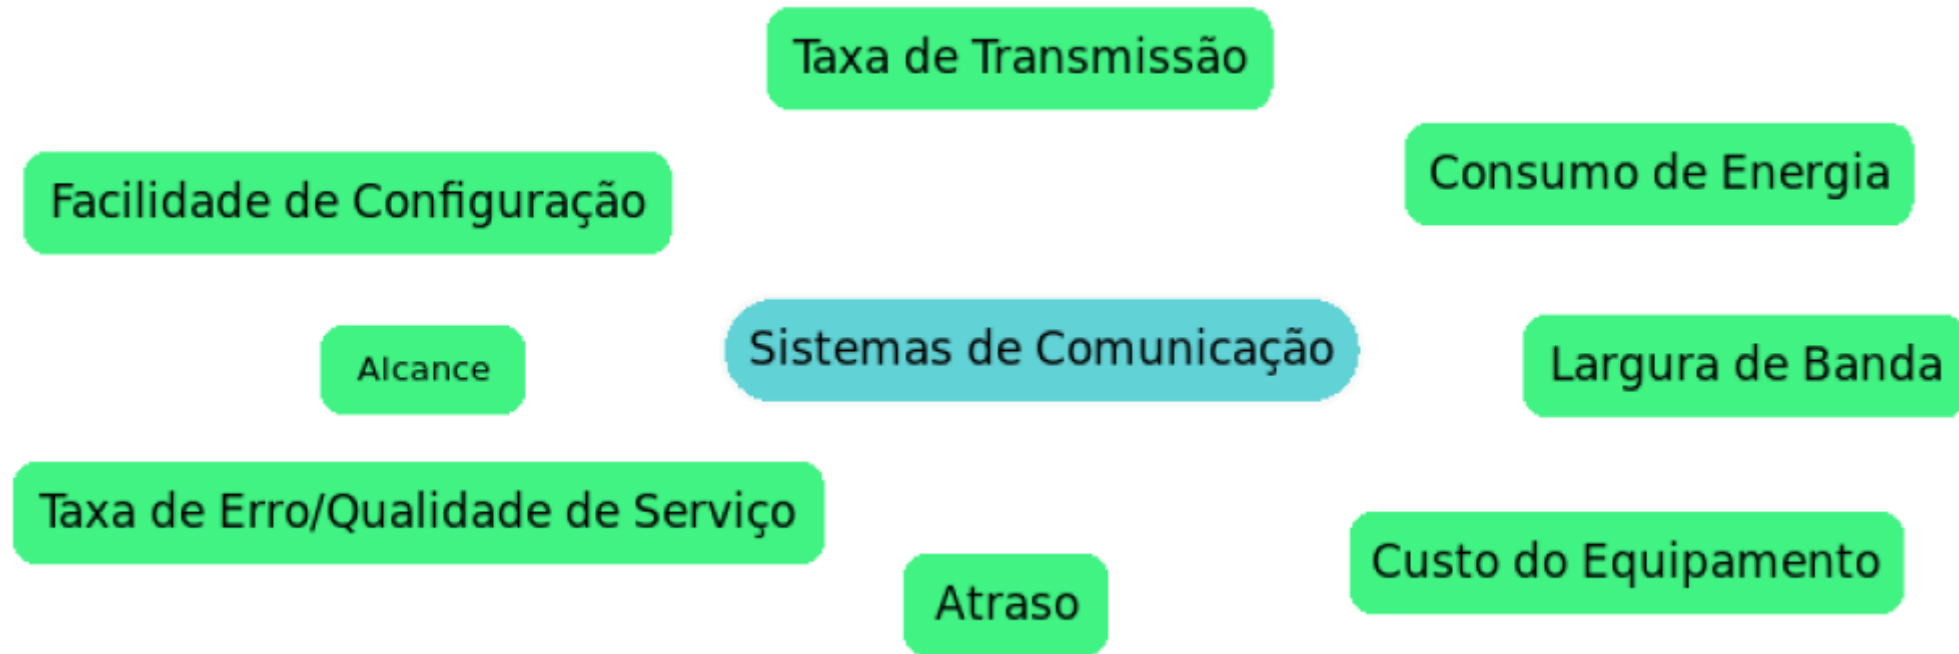 Taxa de Transmissão
Consumo de Energia
Facilidade de Configuração
Sistemas de Comunicação
Largura de Banda
Alcance
Taxa de Erro/Qualidade de Serviço
Custo do Equipamento
Atraso